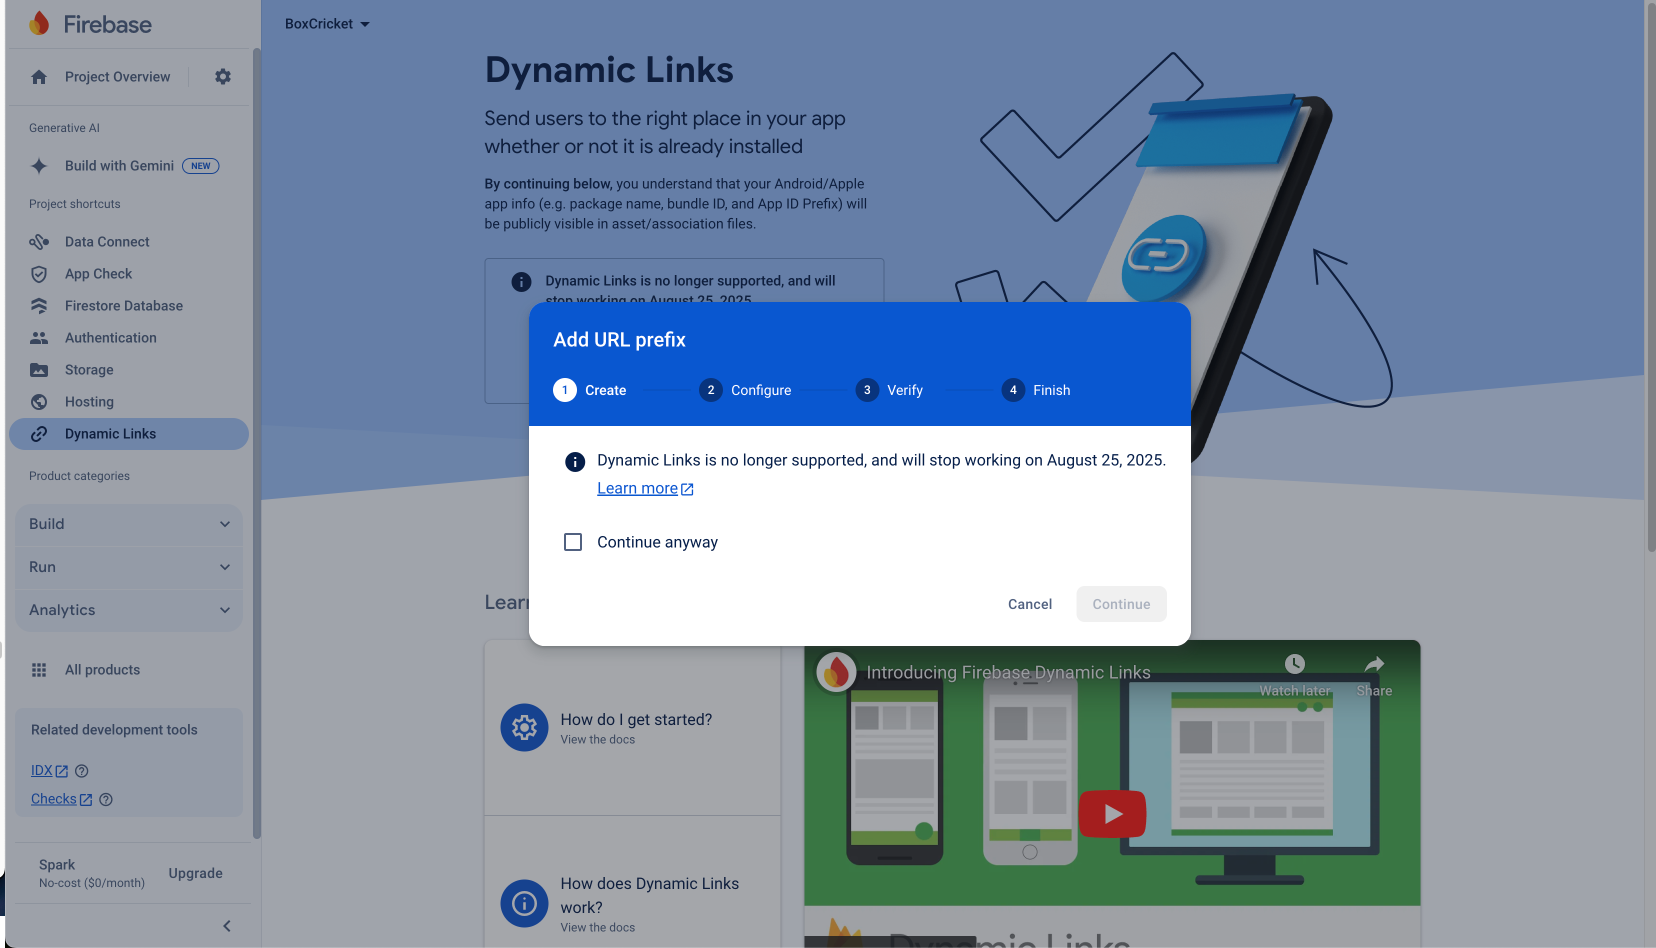 Firebase
BoxCricket
Project Overview
Generative AI
Build with Gemini NEW
Project shortcuts
Data Connect
App Check
Firestore Database
Authentication
Storage
Hosting
Dynamic Links
Product categories
Build
Run
Analytics
All products
Related development tools
IDX
Checks
Spark
No-cost ($0/month)
Upgrade
Dynamic Links
Send users to the right place in your app
whether or not it is already installed
By continuing below, you understand that your Android/Apple
app info (e.g. package name, bundle ID, and App ID Prefix) will
be publicly visible in asset/association files.
Dynamic Links is no longer supported, and will
stop working on August 25, 2025
Add URL prefix
1 Create
2 Configure
3 Verify
4 Finish
Dynamic Links is no longer supported, and will stop working on August 25, 2025.
Learn more
Continue anyway
Cancel
Continue
Lear
How do I get started?
View the docs
How does Dynamic Links
work?
View the docs
Introducing Firebase Dynamic Links
Watch later
Share
Dynamic Links